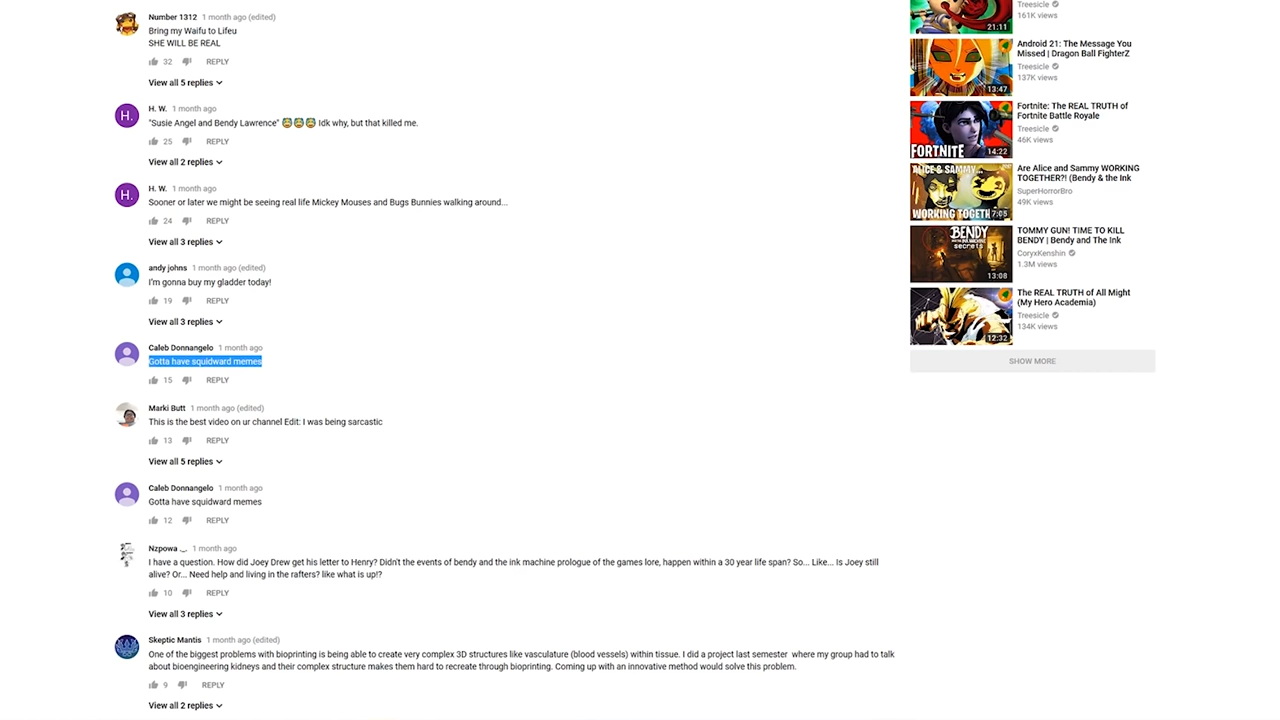 Number 1312 1 month ago (edited)
Bring my Waifu to Lifeu
SHE WILL BE REAL
32 REPLY
View all 5 replies
H. W. 1 month ago
"Susie Angel and Bendy Lawrence" 😰😰😰 Idk why, but that killed me.
25 REPLY
View all 2 replies
H. W. 1 month ago
Sooner or later we might be seeing real life Mickey Mouses and Bugs Bunnies walking around...
24 REPLY
View all 3 replies
andy johns 1 month ago (edited)
I'm gonna buy my gladder today!
19 REPLY
View all 3 replies
Caleb Donnangelo 1 month ago
Gotta have squidward memes
15 REPLY
Marki Butt 1 month ago (edited)
This is the best video on ur channel Edit: I was being sarcastic
13 REPLY
View all 5 replies
Caleb Donnangelo 1 month ago
Gotta have squidward memes
12 REPLY
Nzpowa ._. 1 month ago
I have a question. How did Joey Drew get his letter to Henry? Didn't the events of bendy and the ink machine prologue of the games lore, happen within a 30 year life span? So... Like... Is Joey still
alive? Or... Need help and living in the rafters? like what is up!?
10 REPLY
View all 3 replies
Skeptic Mantis 1 month ago (edited)
One of the biggest problems with bioprinting is being able to create very complex 3D structures like vasculature (blood vessels) within tissue. I did a project last semester where my group had to talk
about bioengineering kidneys and their complex structure makes them hard to recreate through bioprinting. Coming up with an innovative method would solve this problem.
9 REPLY
View all 2 replies
H.
H.
Treesicle
161K views
21:11
Android 21: The Message You
Missed | Dragon Ball FighterZ
Treesicle
137K views
13:47
Fortnite: The REAL TRUTH of
Fortnite Battle Royale
Treesicle
46K views
FORTNITE
14:22
Are Alice and Sammy WORKING
TOGETHER?! (Bendy & the Ink
SuperHorrorBro
49K views
ALICE & SAMMY
WORKING TOGETH
7:05
TOMMY GUN! TIME TO KILL
BENDY | Bendy and The Ink
CoryxKenshin
1.3M views
BENDY
secrets
13:08
The REAL TRUTH of All Might
(My Hero Academia)
Treesicle
134K views
12:32
SHOW MORE